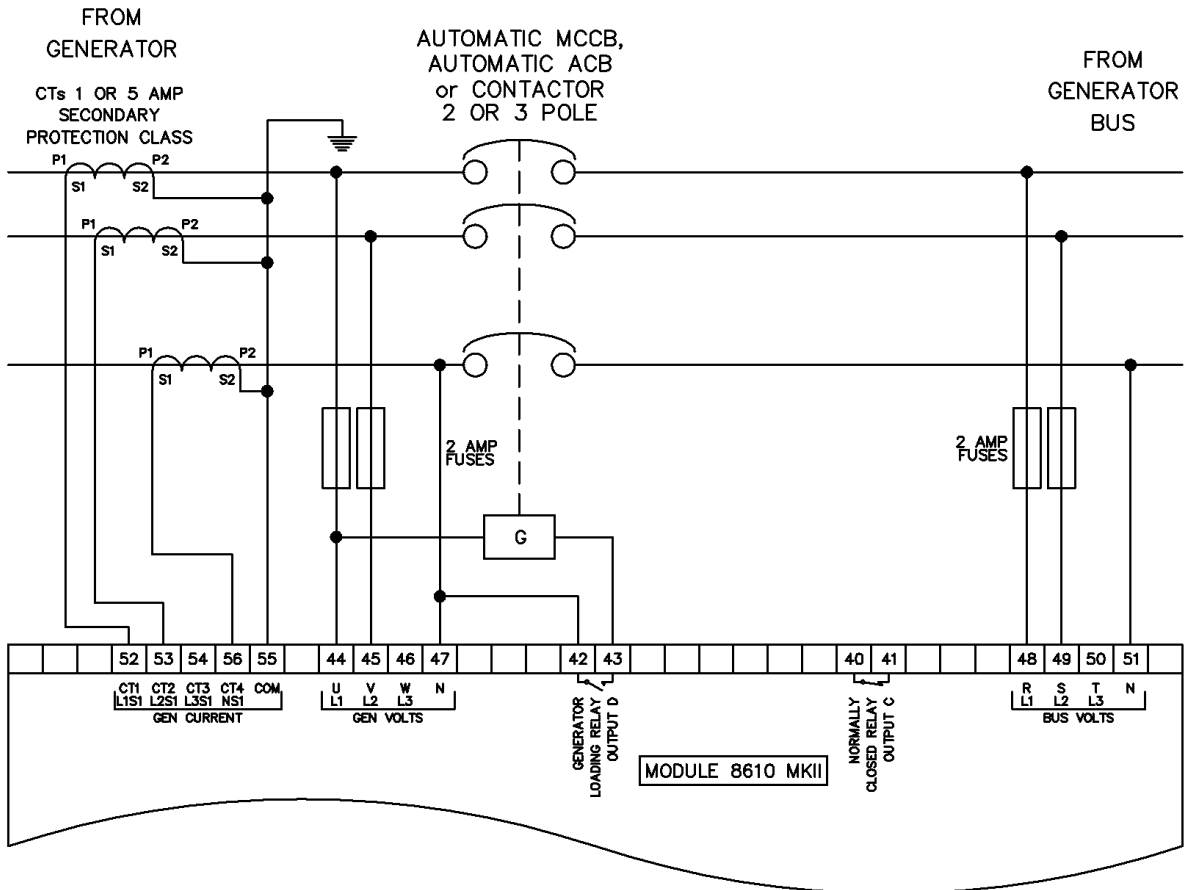 FROM
GENERATOR
CTs 1 OR 5 AMP
SECONDARY
PROTECTION CLASS
AUTOMATIC MCCB,
AUTOMATIC ACB
or CONTACTOR
2 OR 3 POLE
FROM
GENERATOR
BUS
P1 P2
S1 S2
P1 P2
S1 S2
P1 P2
S1 S2
2 AMP
FUSES
2 AMP
FUSES
G
52 53 54 56 55 44 45 46 47 42 43 40 41 48 49 50 51
CT1 CT2 CT3 CT4 COM
L1S1 L2S1 L3S1 NS1
GEN CURRENT
U V W N
L1 L2 L3
GEN VOLTS
GENERATOR
LOADING RELAY
OUTPUT D
MODULE 8610 MKII
NORMALLY
CLOSED RELAY
OUTPUT C
R S T N
L1 L2 L3
BUS VOLTS